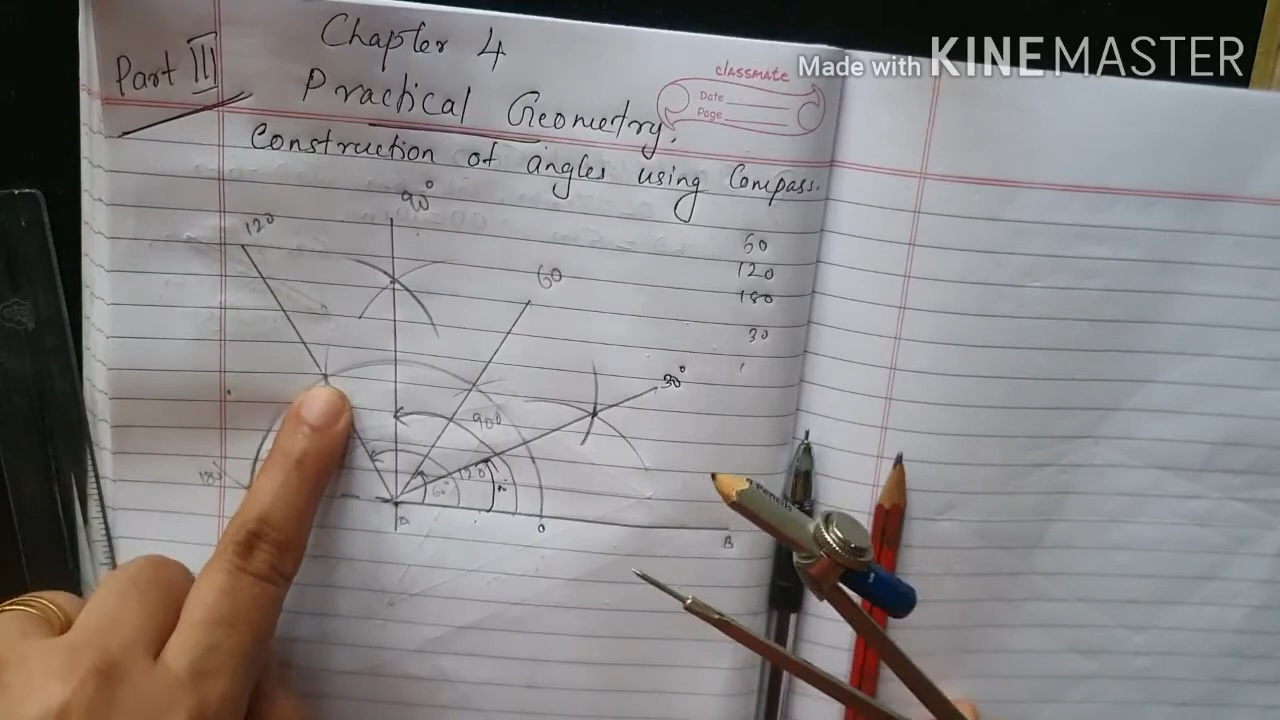 Made with KINEMASTER
Part III
Chapter 4
Practical Geometry.
classmate
Date
Page
Construction of angles using Compass.
90°
120
60
60
120
180
30
30°
90°
180
120
60°
B